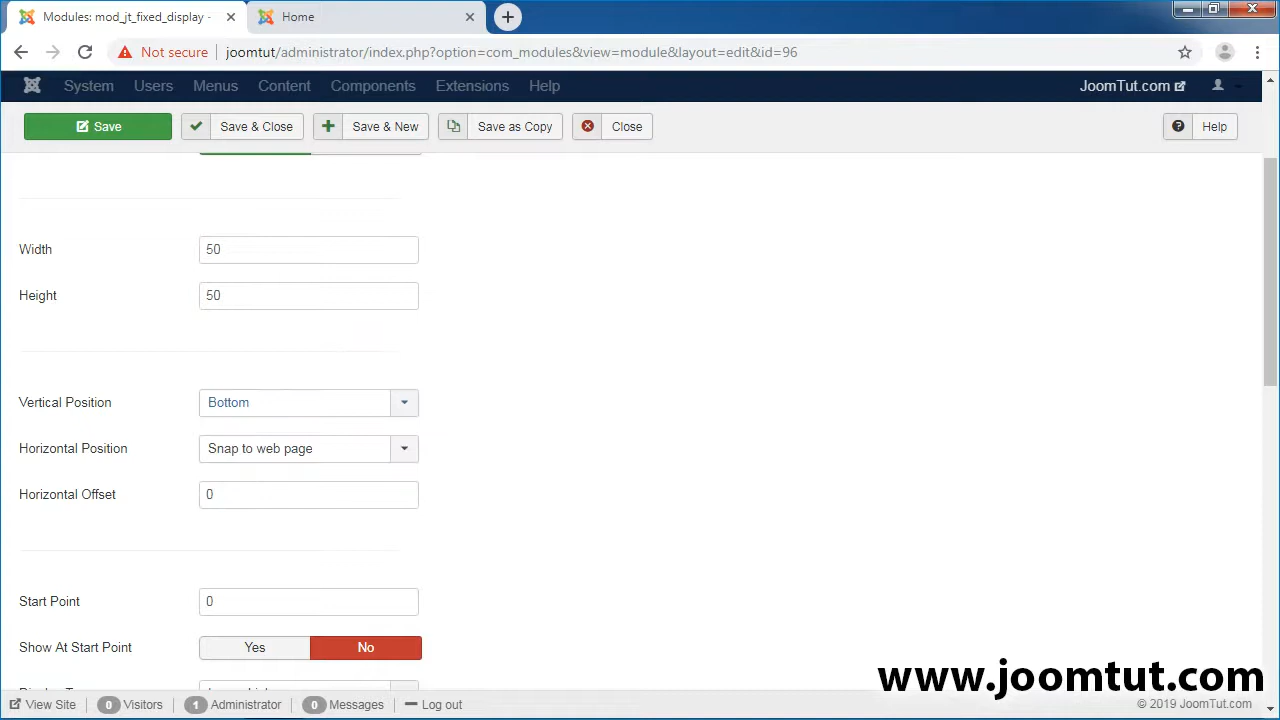 Modules: mod_jt_fixed_display -
Home
Not secure joomtut/administrator/index.php?option=com_modules&view=module&layout=edit&id=96
System Users Menus Content Components Extensions Help JoomTut.com
Save Save & Close Save & New Save as Copy Close Help
Width 50
Height 50
Vertical Position Bottom
Horizontal Position Snap to web page
Horizontal Offset 0
Start Point 0
Show At Start Point Yes No
www.joomtut.com
View Site 0 Visitors 1 Administrator 0 Messages Log out © 2019 JoomTut.com